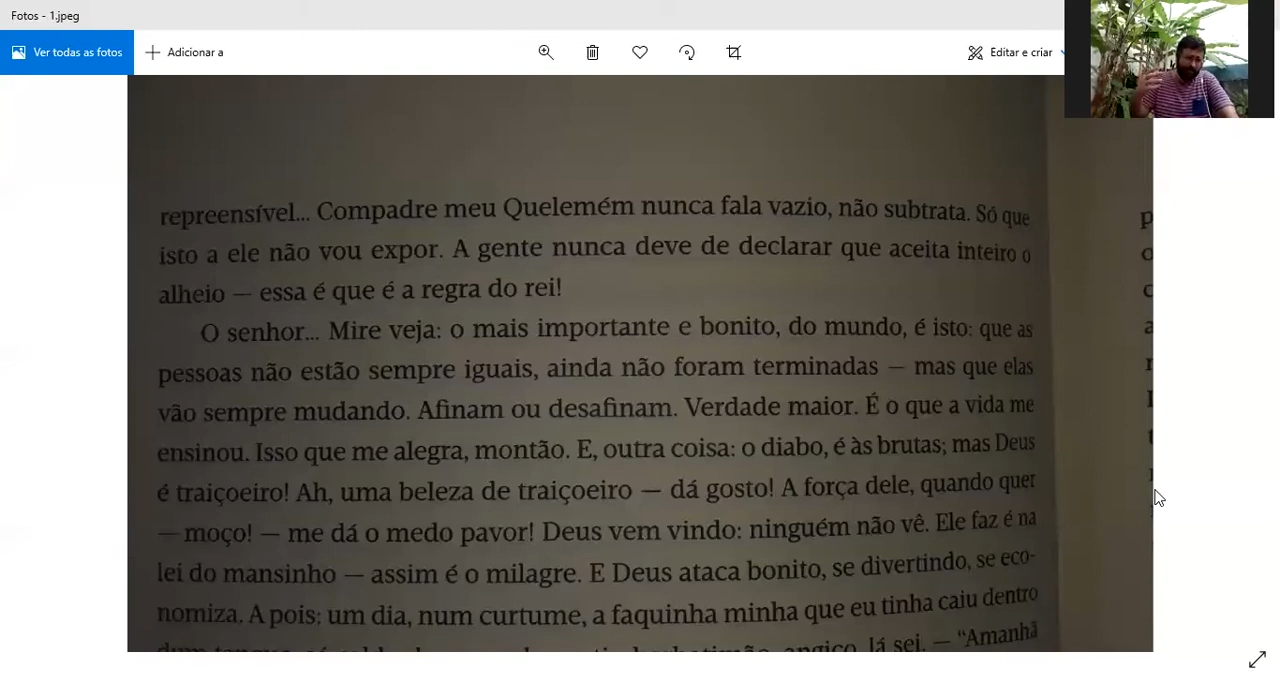 Fotos - 1.jpeg
Ver todas as fotos
Adicionar a
Editar e criar
repreensível... Compadre meu Quelemém nunca fala vazio, não subtrata. Só que
isto a ele não vou expor. A gente nunca deve de declarar que aceita inteiro o
alheio — essa é que é a regra do rei!
O senhor... Mire veja: o mais importante e bonito, do mundo, é isto: que as
pessoas não estão sempre iguais, ainda não foram terminadas — mas que elas
vão sempre mudando. Afinam ou desafinam. Verdade maior. É o que a vida me
ensinou. Isso que me alegra, montão. E, outra coisa: o diabo, é às brutas; mas Deus
é traiçoeiro! Ah, uma beleza de traiçoeiro — dá gosto! A força dele, quando quer
— moço! — me dá o medo pavor! Deus vem vindo: ninguém não vê. Ele faz é na
lei do mansinho — assim é o milagre. E Deus ataca bonito, se divertindo, se eco-
nomiza. A pois: um dia, num curtume, a faquinha minha que eu tinha caiu dentro
angico, lá sei. — “Amanhã